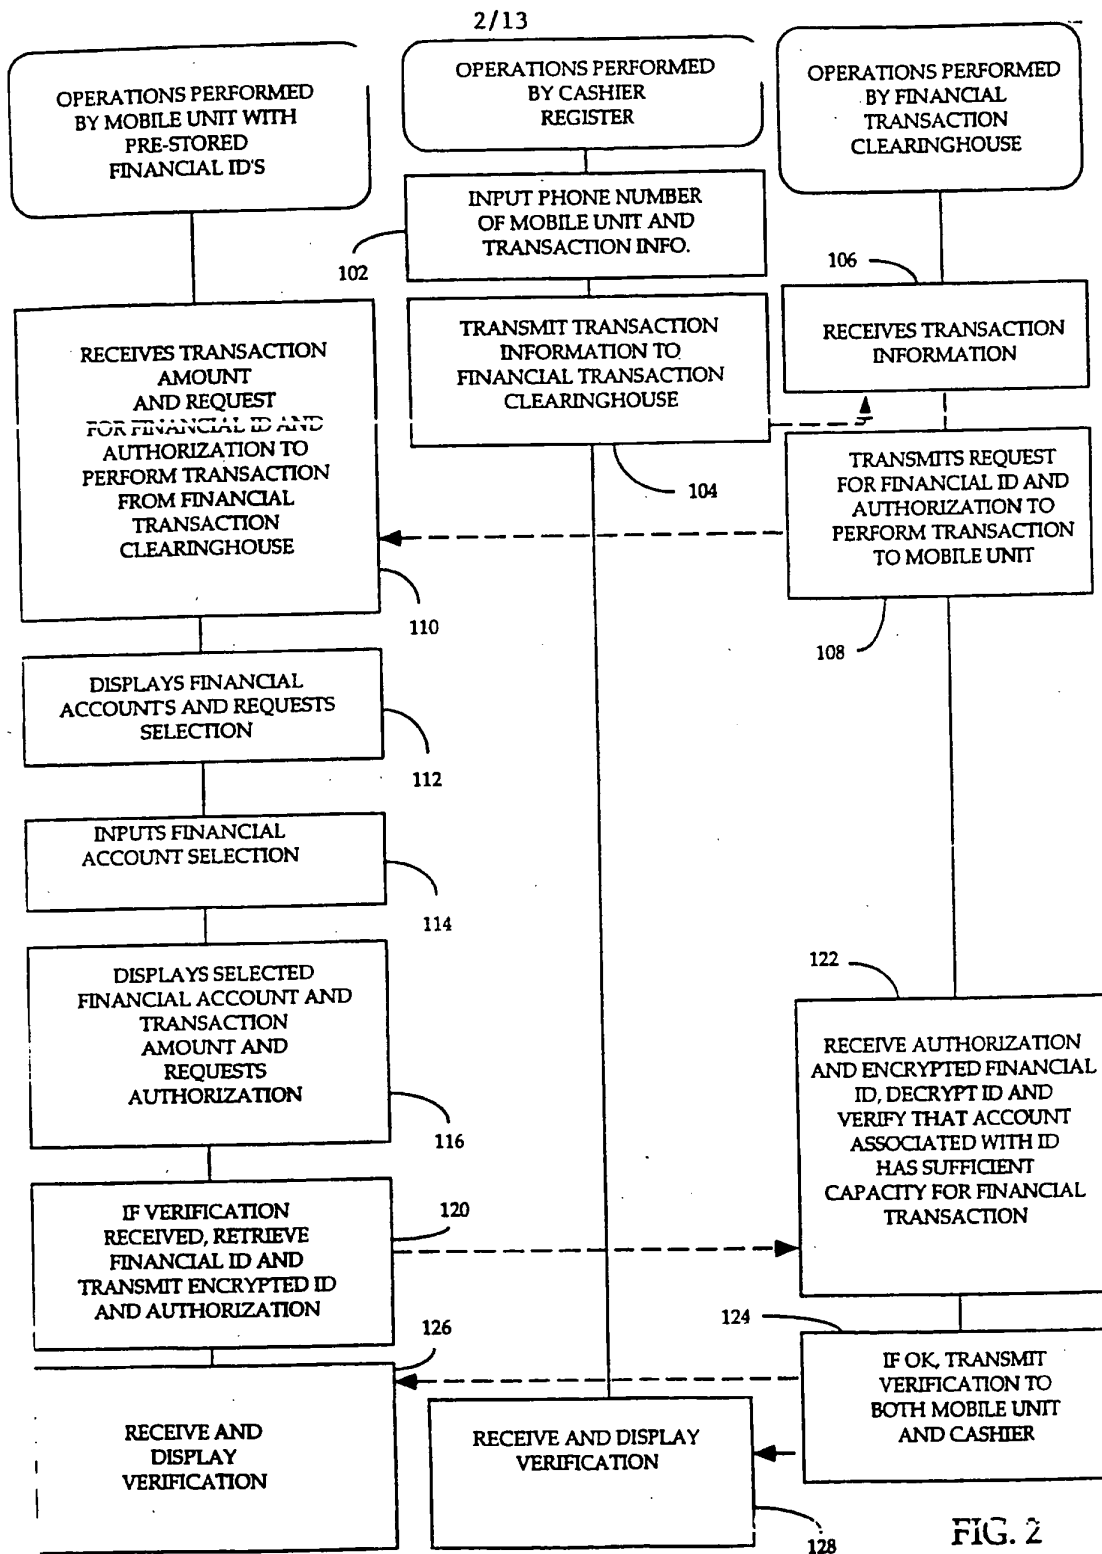 2/13
OPERATIONS PERFORMED
BY MOBILE UNIT WITH
PRE-STORED
FINANCIAL ID'S
OPERATIONS PERFORMED
BY CASHIER
REGISTER
OPERATIONS PERFORMED
BY FINANCIAL
TRANSACTION
CLEARINGHOUSE
INPUT PHONE NUMBER
OF MOBILE UNIT AND
TRANSACTION INFO.
102
106
RECEIVES TRANSACTION
AMOUNT
AND REQUEST
FOR FINANCIAL ID AND
AUTHORIZATION TO
PERFORM TRANSACTION
FROM FINANCIAL
TRANSACTION
CLEARINGHOUSE
110
TRANSMIT TRANSACTION
INFORMATION TO
FINANCIAL TRANSACTION
CLEARINGHOUSE
104
RECEIVES TRANSACTION
INFORMATION
TRANSMITS REQUEST
FOR FINANCIAL ID AND
AUTHORIZATION TO
PERFORM TRANSACTION
TO MOBILE UNIT
108
DISPLAYS FINANCIAL
ACCOUNTS AND REQUESTS
SELECTION
112
INPUTS FINANCIAL
ACCOUNT SELECTION
114
DISPLAYS SELECTED
FINANCIAL ACCOUNT AND
TRANSACTION
AMOUNT AND
REQUESTS
AUTHORIZATION
116
122
RECEIVE AUTHORIZATION
AND ENCRYPTED FINANCIAL
ID, DECRYPT ID AND
VERIFY THAT ACCOUNT
ASSOCIATED WITH ID
HAS SUFFICIENT
CAPACITY FOR FINANCIAL
TRANSACTION
IF VERIFICATION
RECEIVED, RETRIEVE
FINANCIAL ID AND
TRANSMIT ENCRYPTED ID
AND AUTHORIZATION
120
124
IF OK, TRANSMIT
VERIFICATION TO
BOTH MOBILE UNIT
AND CASHIER
126
RECEIVE AND
DISPLAY
VERIFICATION
RECEIVE AND DISPLAY
VERIFICATION
128
FIG. 2